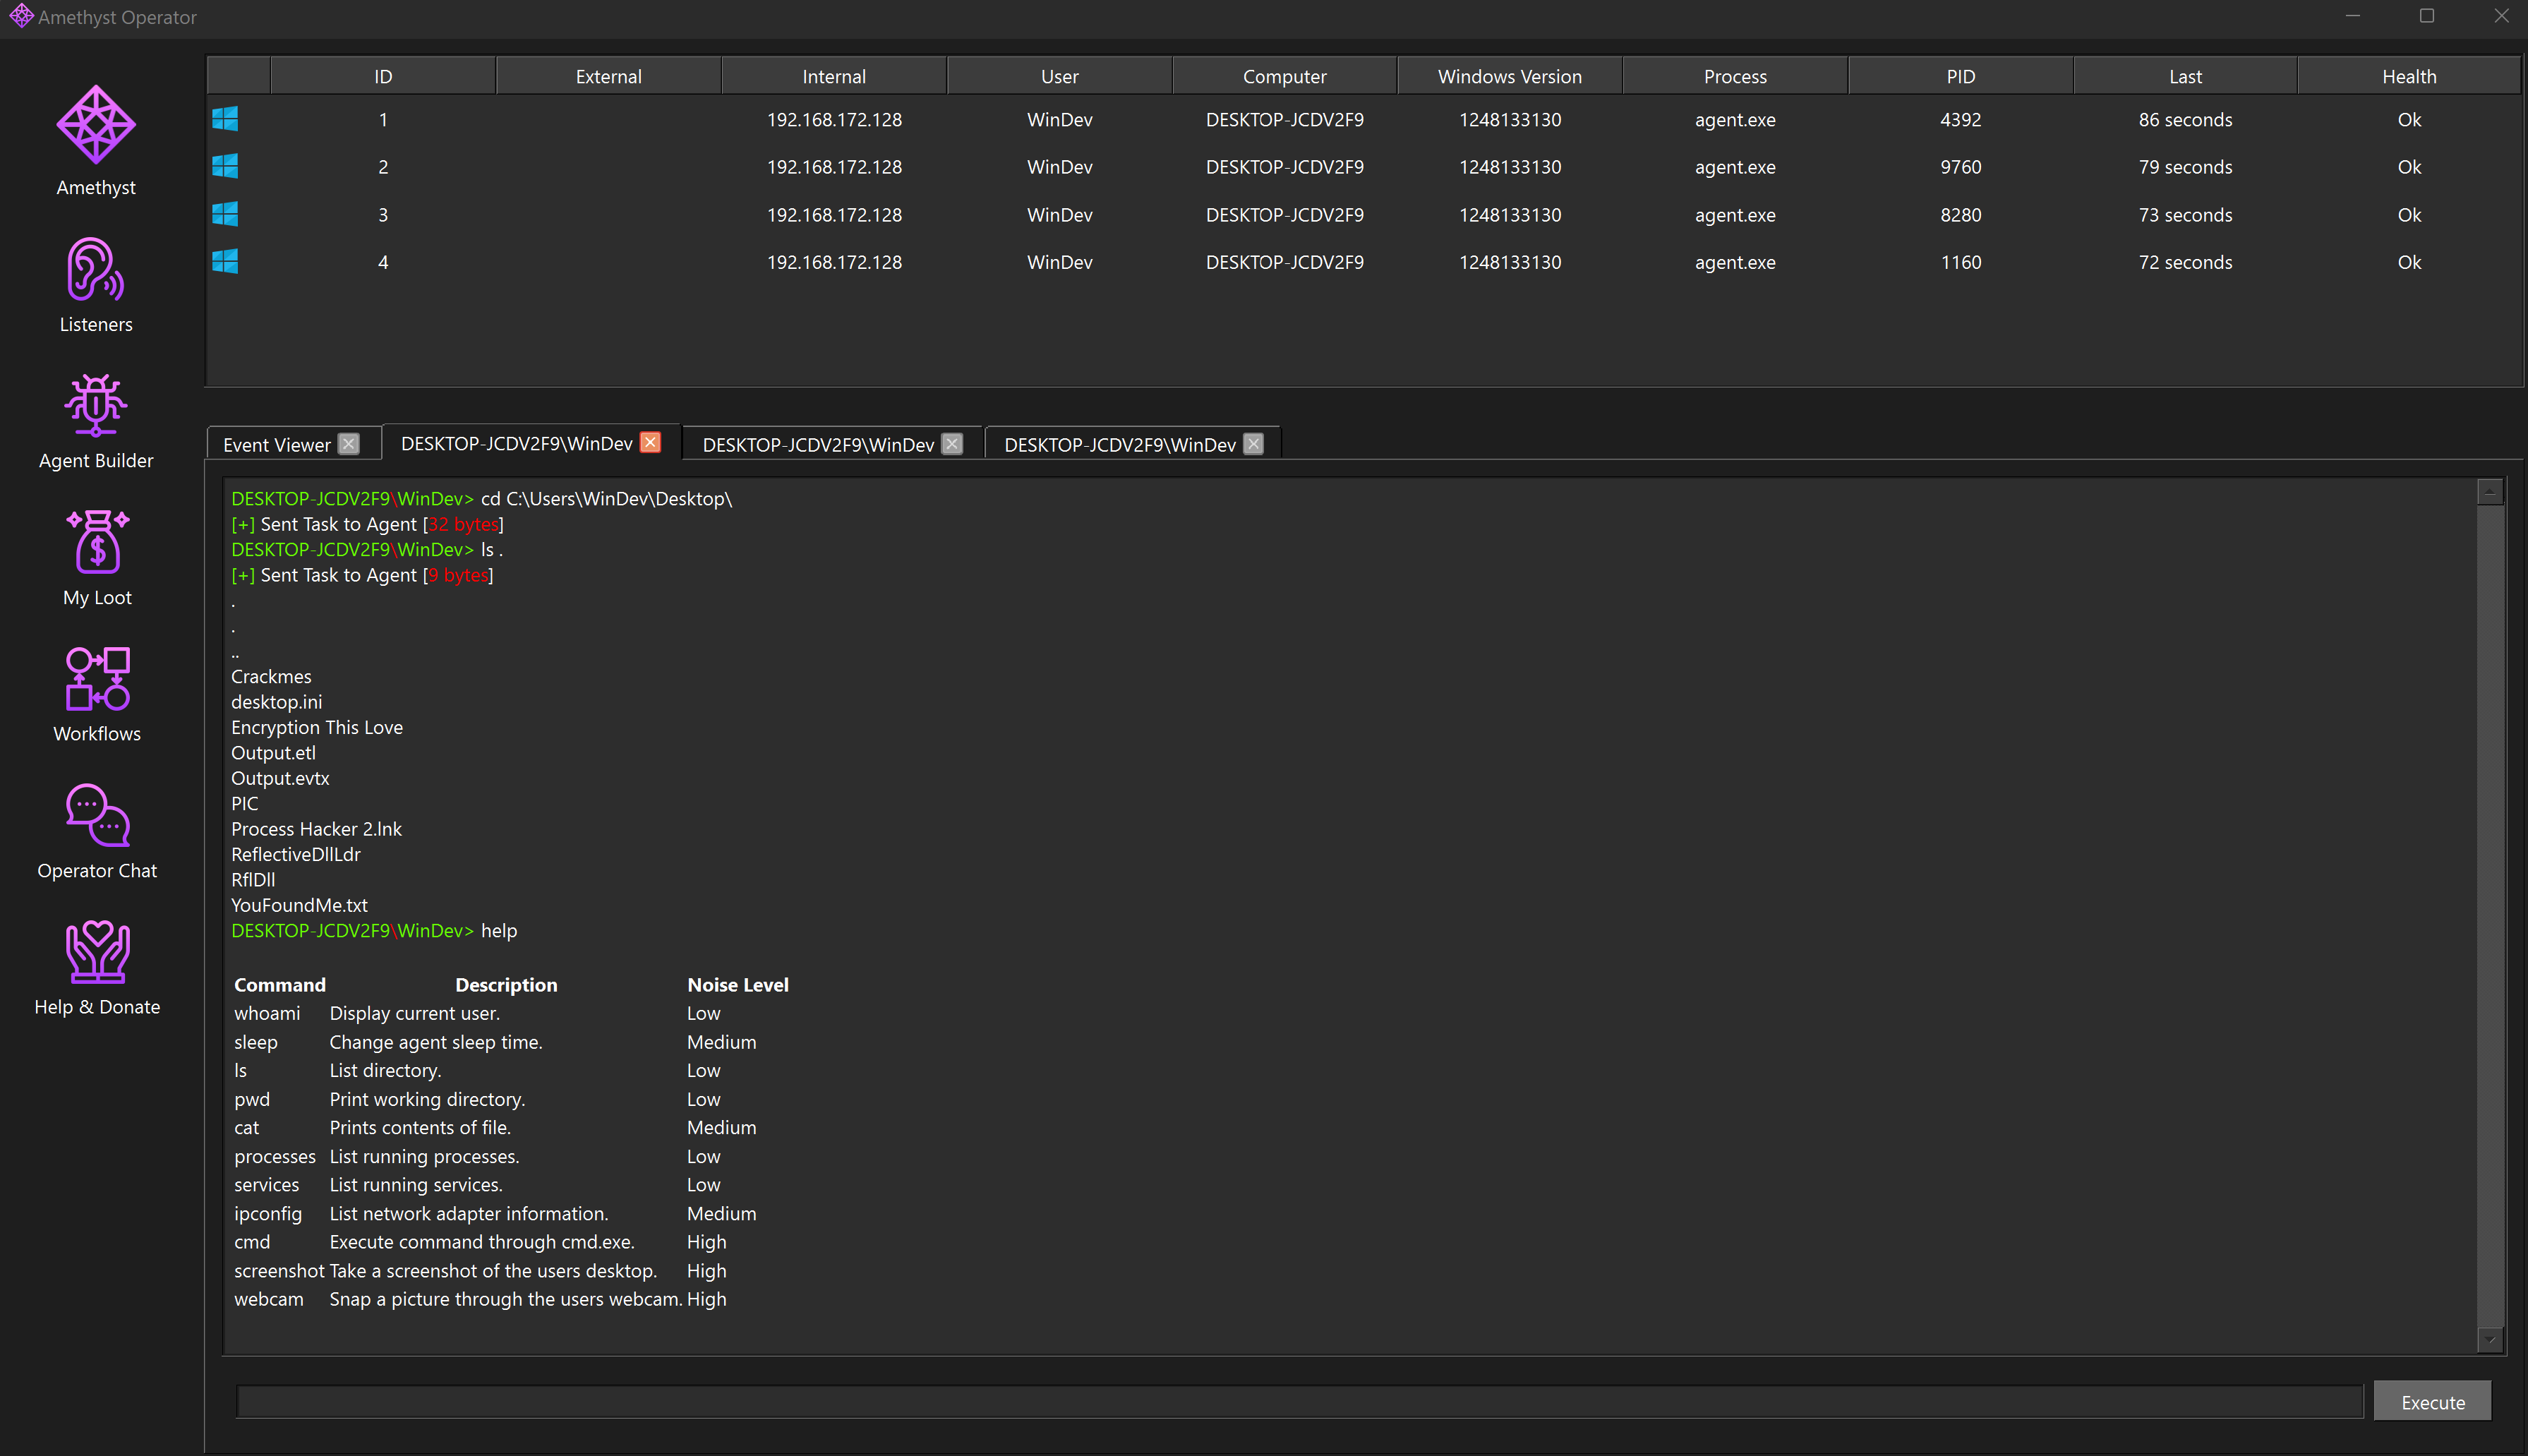 Amethyst Operator
Amethyst
Listeners
Agent Builder
My Loot
Workflows
Operator Chat
Help & Donate
ID External Internal User Computer Windows Version Process PID Last Health
1 192.168.172.128 WinDev DESKTOP-JCDV2F9 1248133130 agent.exe 4392 86 seconds Ok
2 192.168.172.128 WinDev DESKTOP-JCDV2F9 1248133130 agent.exe 9760 79 seconds Ok
3 192.168.172.128 WinDev DESKTOP-JCDV2F9 1248133130 agent.exe 8280 73 seconds Ok
4 192.168.172.128 WinDev DESKTOP-JCDV2F9 1248133130 agent.exe 1160 72 seconds Ok
Event Viewer DESKTOP-JCDV2F9\WinDev DESKTOP-JCDV2F9\WinDev DESKTOP-JCDV2F9\WinDev
DESKTOP-JCDV2F9\WinDev> cd C:\Users\WinDev\Desktop\
[+] Sent Task to Agent [32 bytes]
DESKTOP-JCDV2F9\WinDev> ls .
[+] Sent Task to Agent [9 bytes]
.
.
..
Crackmes
desktop.ini
Encryption This Love
Output.etl
Output.evtx
PIC
Process Hacker 2.lnk
ReflectiveDllLdr
RflDll
YouFoundMe.txt
DESKTOP-JCDV2F9\WinDev> help
Command Description Noise Level
whoami Display current user. Low
sleep Change agent sleep time. Medium
ls List directory. Low
pwd Print working directory. Low
cat Prints contents of file. Medium
processes List running processes. Low
services List running services. Low
ipconfig List network adapter information. Medium
cmd Execute command through cmd.exe. High
screenshot Take a screenshot of the users desktop. High
webcam Snap a picture through the users webcam. High
Execute